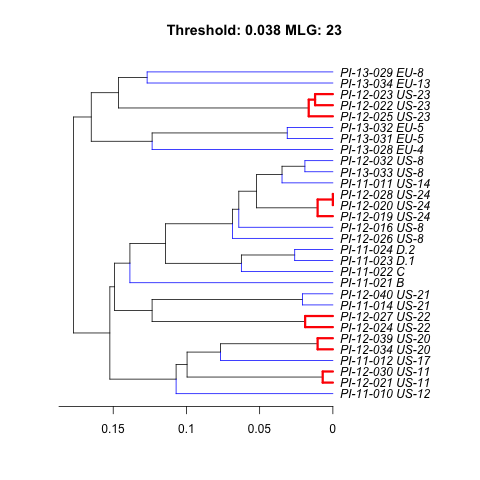 Threshold: 0.038 MLG: 23
PI-13-029 EU-8
PI-13-034 EU-13
PI-12-023 US-23
PI-12-022 US-23
PI-12-025 US-23
PI-13-032 EU-5
PI-13-031 EU-5
PI-13-028 EU-4
PI-12-032 US-8
PI-13-033 US-8
PI-11-011 US-14
PI-12-028 US-24
PI-12-020 US-24
PI-12-019 US-24
PI-12-016 US-8
PI-12-026 US-8
PI-11-024 D.2
PI-11-023 D.1
PI-11-022 C
PI-11-021 B
PI-12-040 US-21
PI-11-014 US-21
PI-12-027 US-22
PI-12-024 US-22
PI-12-039 US-20
PI-12-034 US-20
PI-11-012 US-17
PI-12-030 US-11
PI-12-021 US-11
PI-11-010 US-12
0.15 0.1 0.05 0